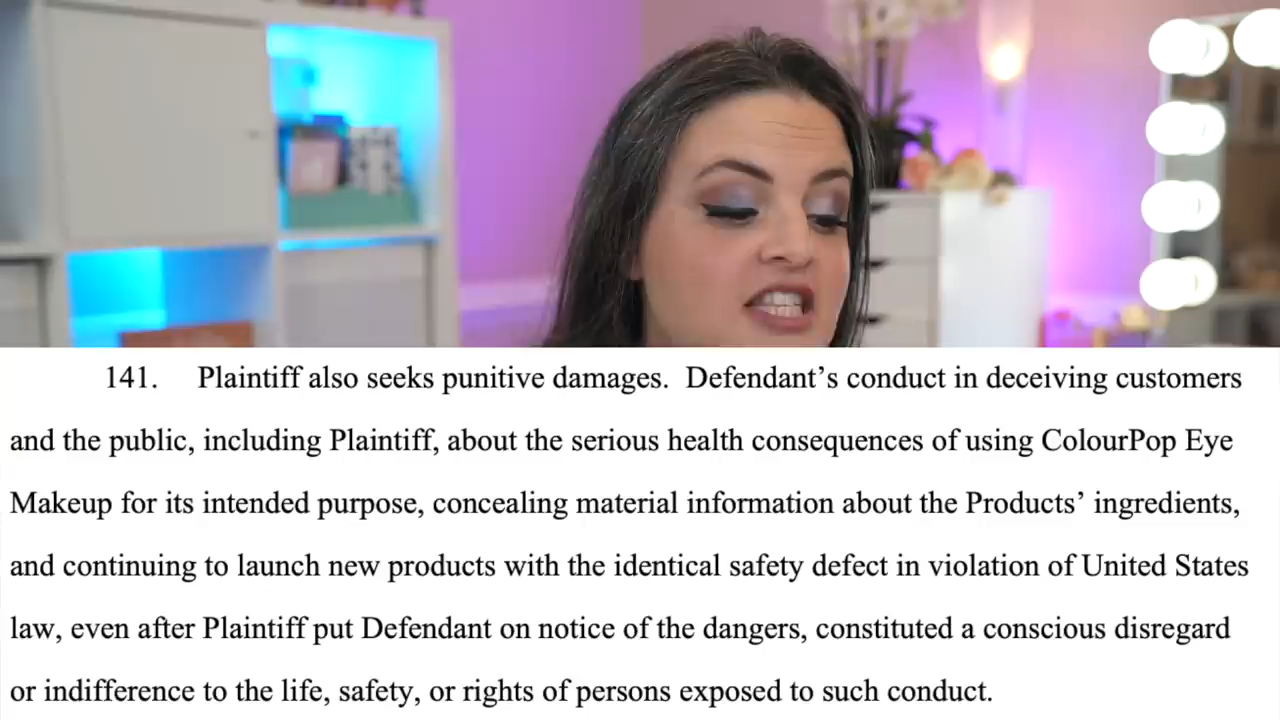 141. Plaintiff also seeks punitive damages. Defendant’s conduct in deceiving customers
and the public, including Plaintiff, about the serious health consequences of using ColourPop Eye
Makeup for its intended purpose, concealing material information about the Products’ ingredients,
and continuing to launch new products with the identical safety defect in violation of United States
law, even after Plaintiff put Defendant on notice of the dangers, constituted a conscious disregard
or indifference to the life, safety, or rights of persons exposed to such conduct.